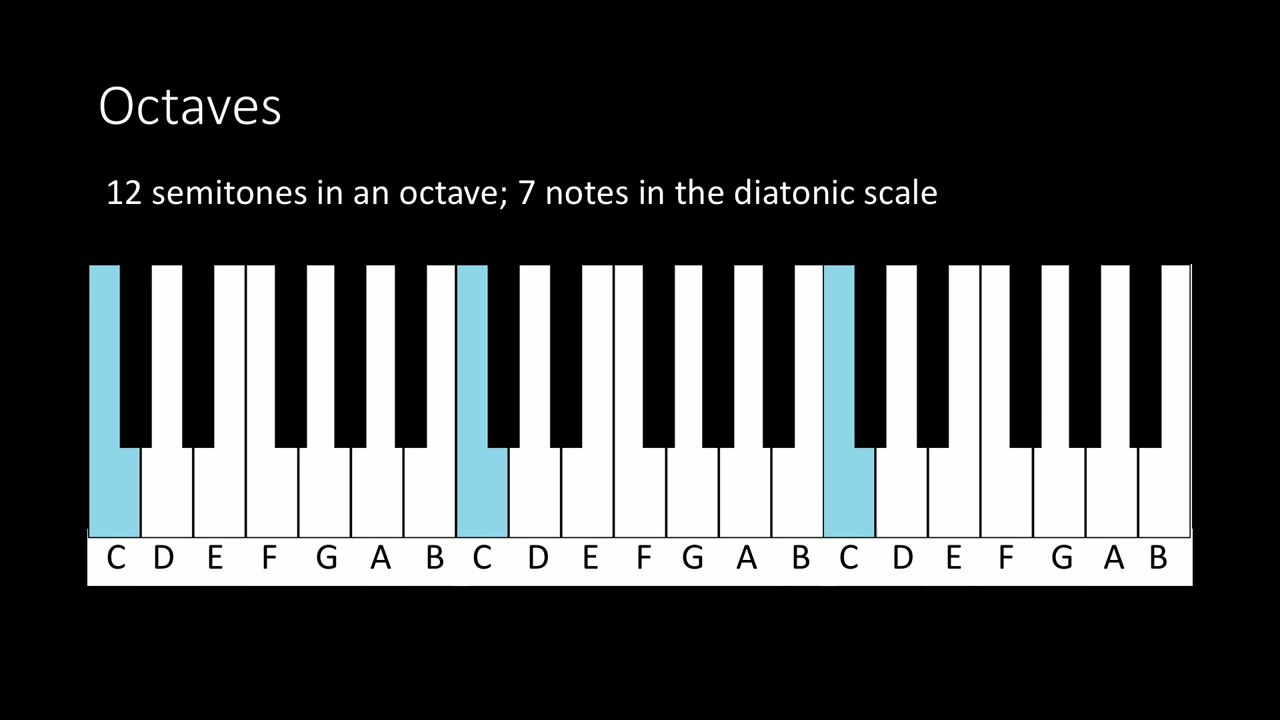 Octaves
12 semitones in an octave; 7 notes in the diatonic scale
C D E F G A B C D E F G A B C D E F G A B